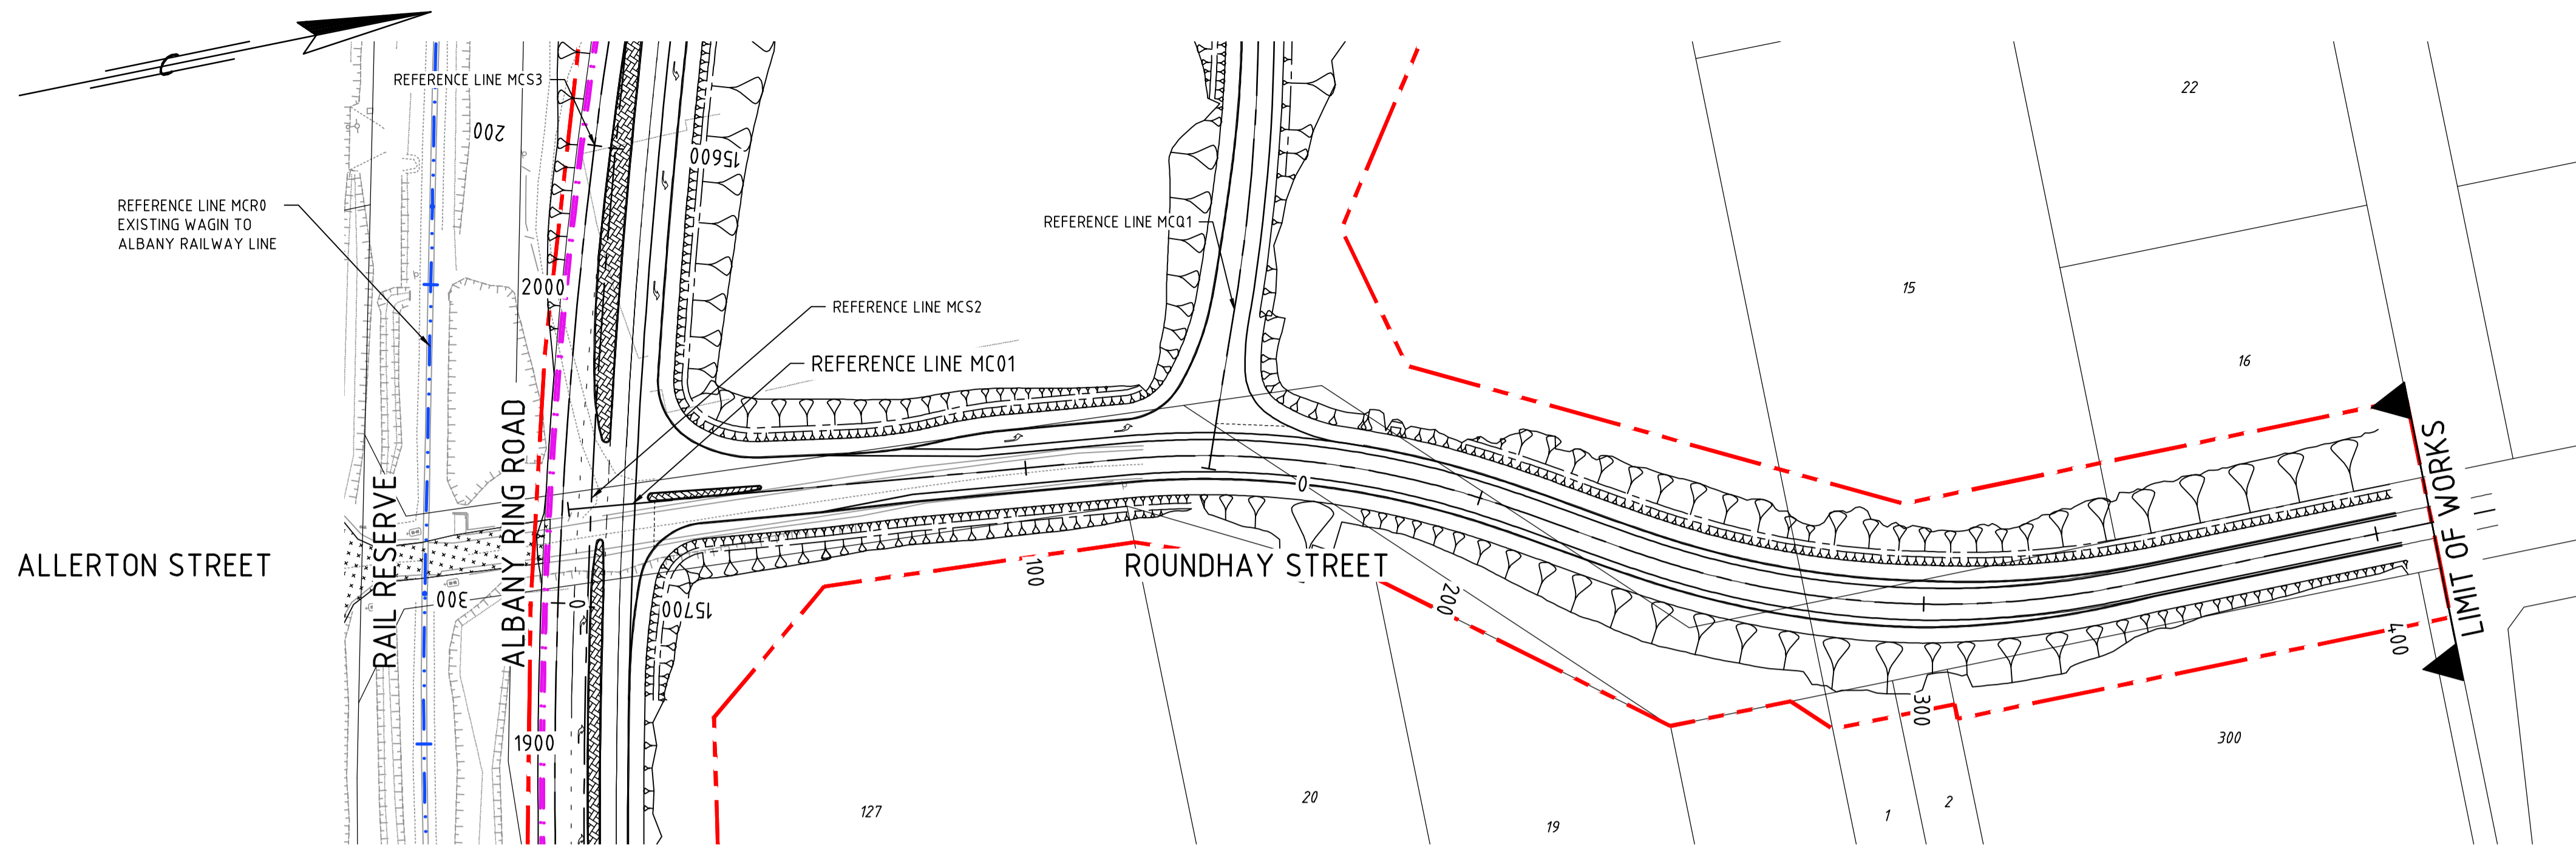 REFERENCE LINE MCS3
200
15600
REFERENCE LINE MCR0
EXISTING WAGIN TO
ALBANY RAILWAY LINE
REFERENCE LINE MCQ1
2000
REFERENCE LINE MCS2
REFERENCE LINE MC01
22
15
16
ALLERTON STREET
RAIL RESERVE
ALBANY RING ROAD
300
0
15700
1900
0
100
ROUNDHAY STREET
200
300
400
LIMIT OF WORKS
127
20
19
1
2
300